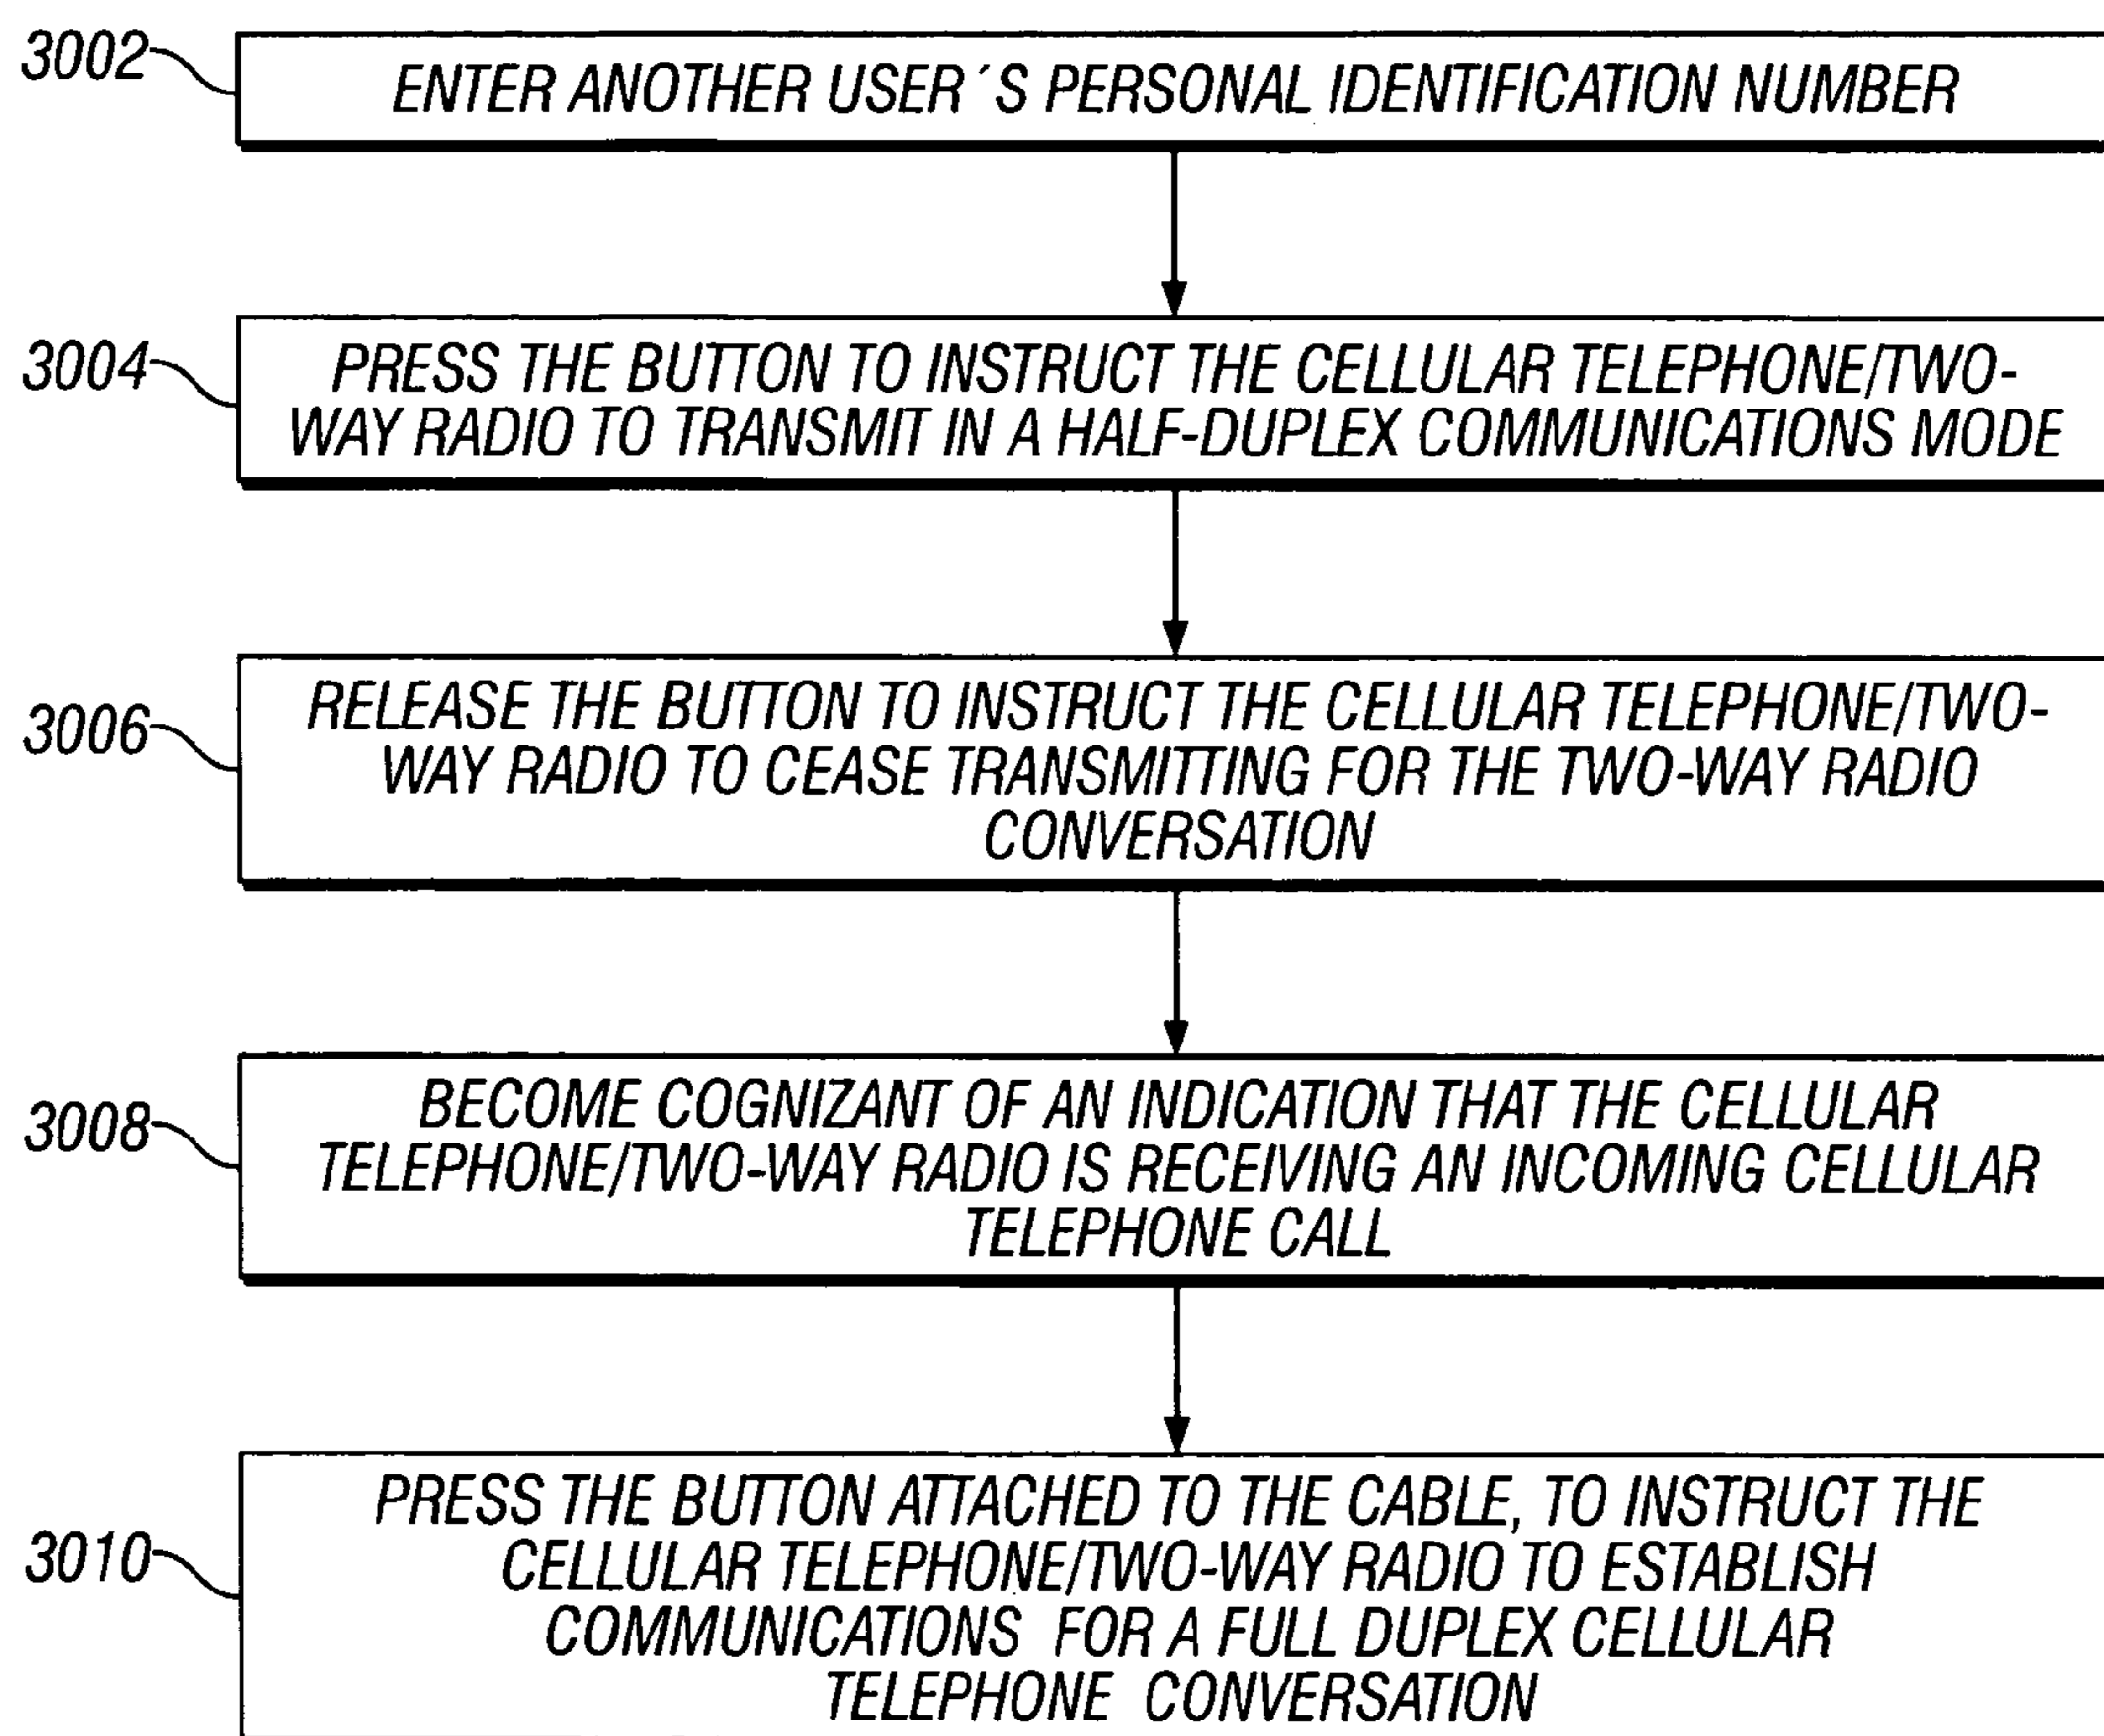 3002
ENTER ANOTHER USER´S PERSONAL IDENTIFICATION NUMBER
3004
PRESS THE BUTTON TO INSTRUCT THE CELLULAR TELEPHONE/TWO-
WAY RADIO TO TRANSMIT IN A HALF-DUPLEX COMMUNICATIONS MODE
3006
RELEASE THE BUTTON TO INSTRUCT THE CELLULAR TELEPHONE/TWO-
WAY RADIO TO CEASE TRANSMITTING FOR THE TWO-WAY RADIO
CONVERSATION
3008
BECOME COGNIZANT OF AN INDICATION THAT THE CELLULAR
TELEPHONE/TWO-WAY RADIO IS RECEIVING AN INCOMING CELLULAR
TELEPHONE CALL
3010
PRESS THE BUTTON ATTACHED TO THE CABLE, TO INSTRUCT THE
CELLULAR TELEPHONE/TWO-WAY RADIO TO ESTABLISH
COMMUNICATIONS FOR A FULL DUPLEX CELLULAR
TELEPHONE CONVERSATION